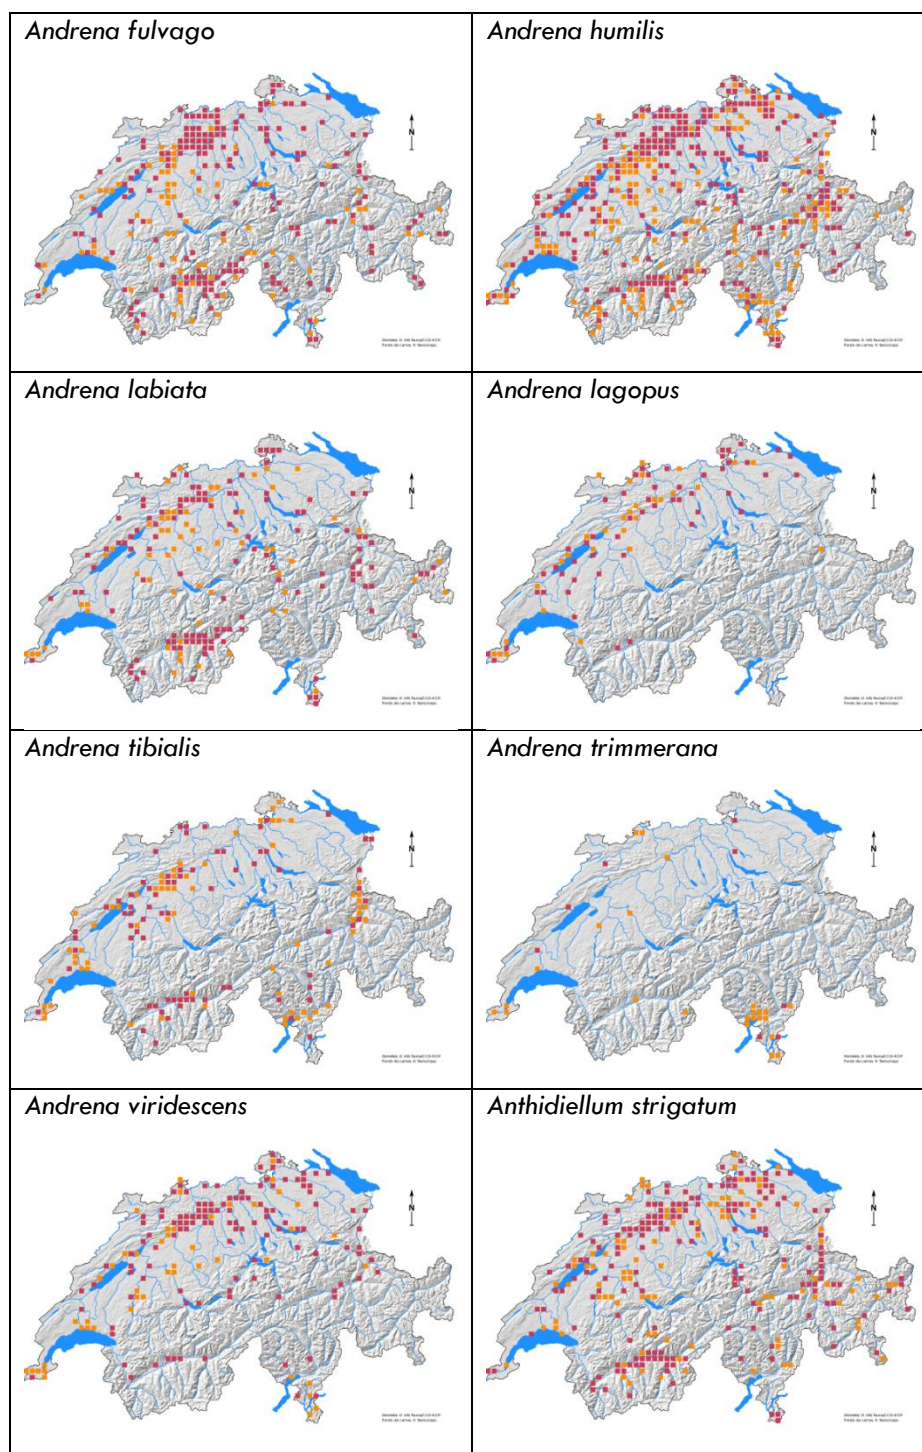 Andrena fulvago
Andrena humilis
N
N
Andrena labiata
Andrena lagopus
N
N
Andrena tibialis
Andrena trimmerana
N
N
Andrena viridescens
Anthidiellum strigatum
N
N